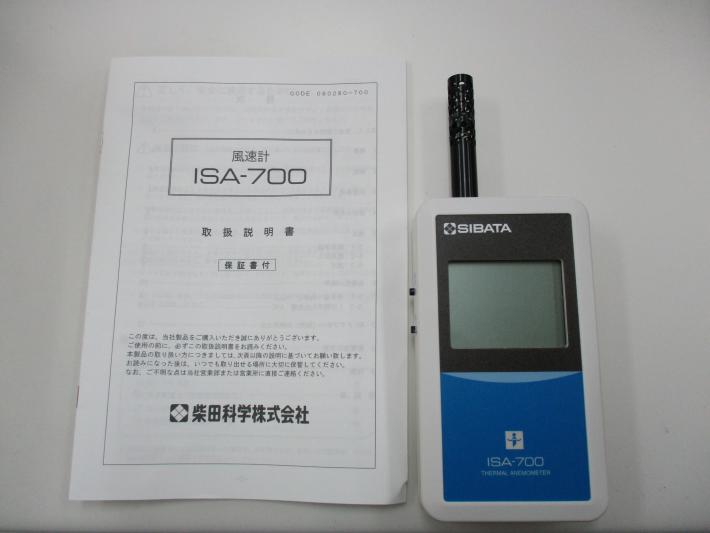 CODE 080280-700
風速計
ISA-700
取扱説明書
保証書付
この度は、当社製品をご購入いただき誠にありがとうございます。
ご使用の前に、必ずこの取扱説明書をお読みください。
本製品の取り扱い方につきましては、次頁以降の説明に基づいてお願い致します。
お読みになった後は、いつでも取り出せる場所に大切に保管してください。
なお、ご不明な点は当社営業部または営業所に直接ご連絡ください。
柴田科学株式会社
SIBATA
ISA-700
THERMAL ANEMOMETER